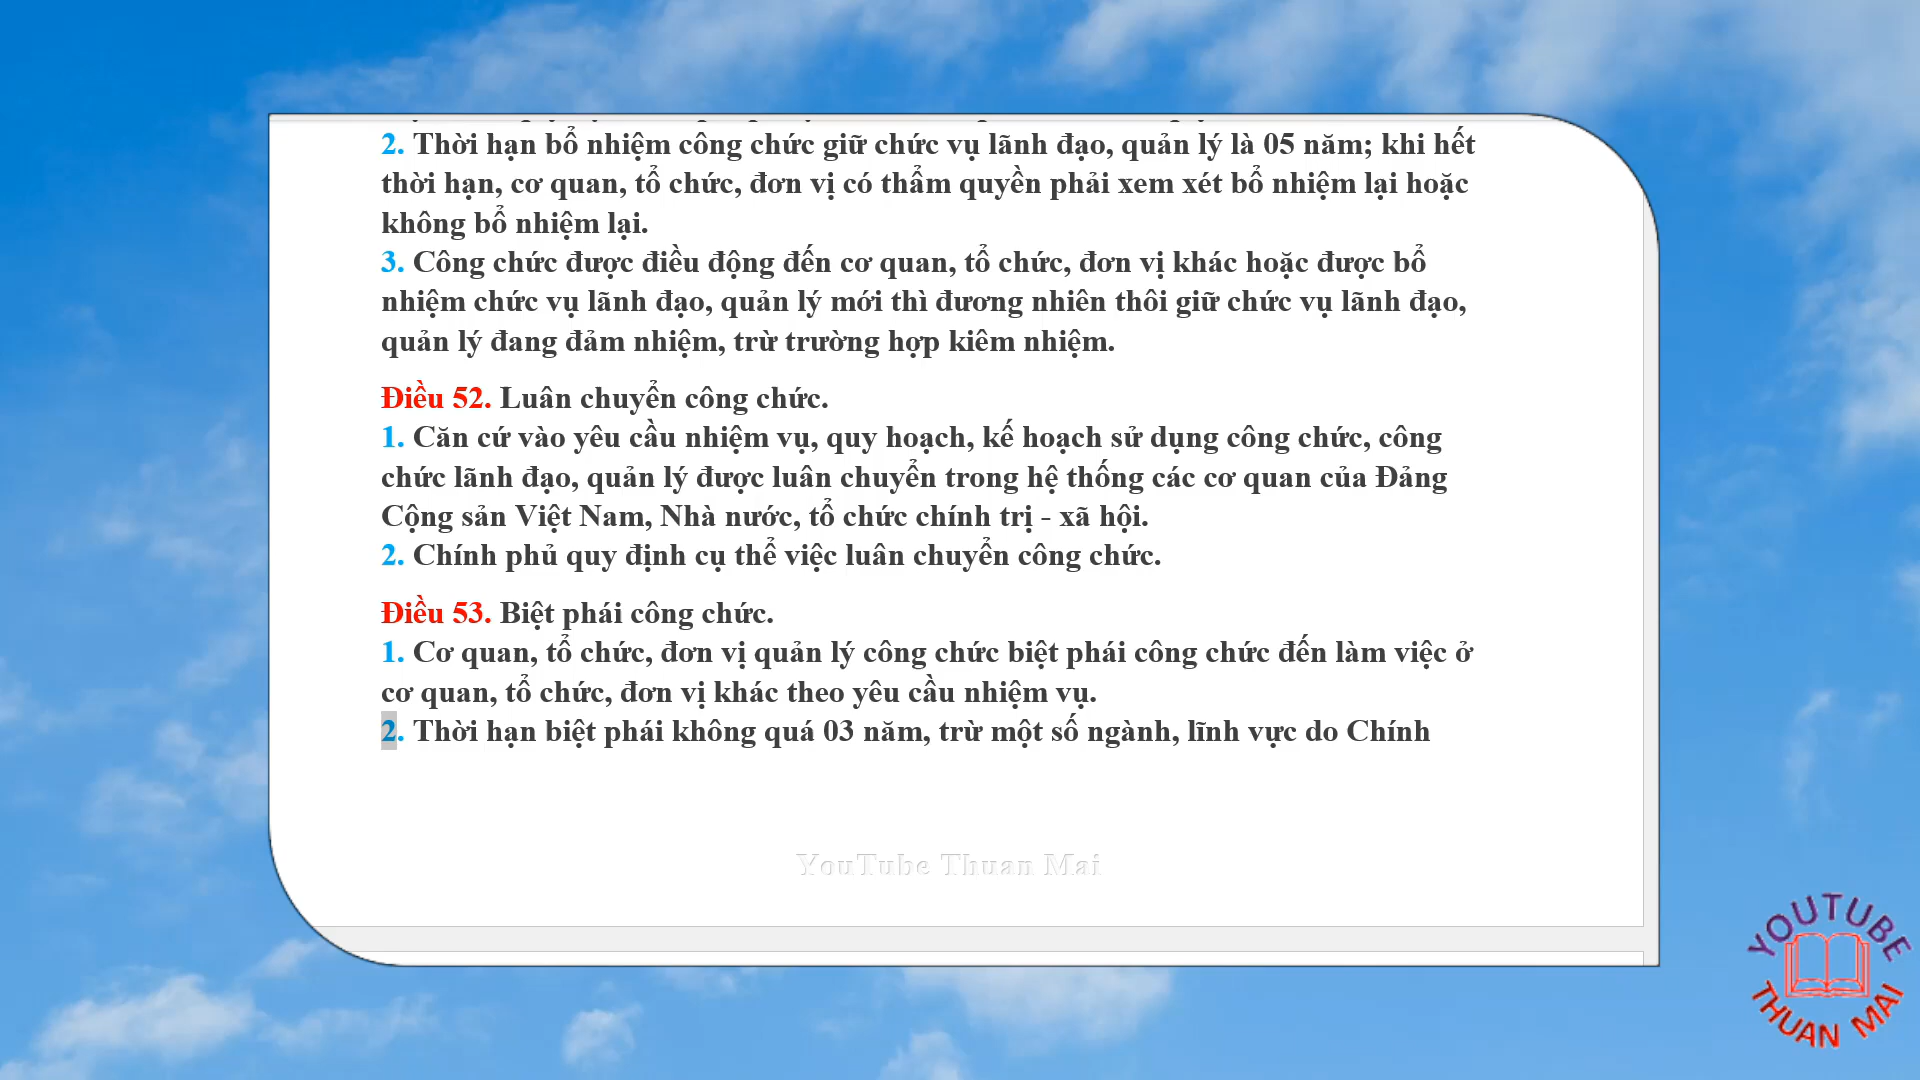 2. Thời hạn bổ nhiệm công chức giữ chức vụ lãnh đạo, quản lý là 05 năm; khi hết
thời hạn, cơ quan, tổ chức, đơn vị có thẩm quyền phải xem xét bổ nhiệm lại hoặc
không bổ nhiệm lại.
3. Công chức được điều động đến cơ quan, tổ chức, đơn vị khác hoặc được bổ
nhiệm chức vụ lãnh đạo, quản lý mới thì đương nhiên thôi giữ chức vụ lãnh đạo,
quản lý đang đảm nhiệm, trừ trường hợp kiêm nhiệm.
Điều 52. Luân chuyển công chức.
1. Căn cứ vào yêu cầu nhiệm vụ, quy hoạch, kế hoạch sử dụng công chức, công
chức lãnh đạo, quản lý được luân chuyển trong hệ thống các cơ quan của Đảng
Cộng sản Việt Nam, Nhà nước, tổ chức chính trị - xã hội.
2. Chính phủ quy định cụ thể việc luân chuyển công chức.
Điều 53. Biệt phái công chức.
1. Cơ quan, tổ chức, đơn vị quản lý công chức biệt phái công chức đến làm việc ở
cơ quan, tổ chức, đơn vị khác theo yêu cầu nhiệm vụ.
2. Thời hạn biệt phái không quá 03 năm, trừ một số ngành, lĩnh vực do Chính
YouTube Thuan Mai
YOUTUBE
THUAN MAI